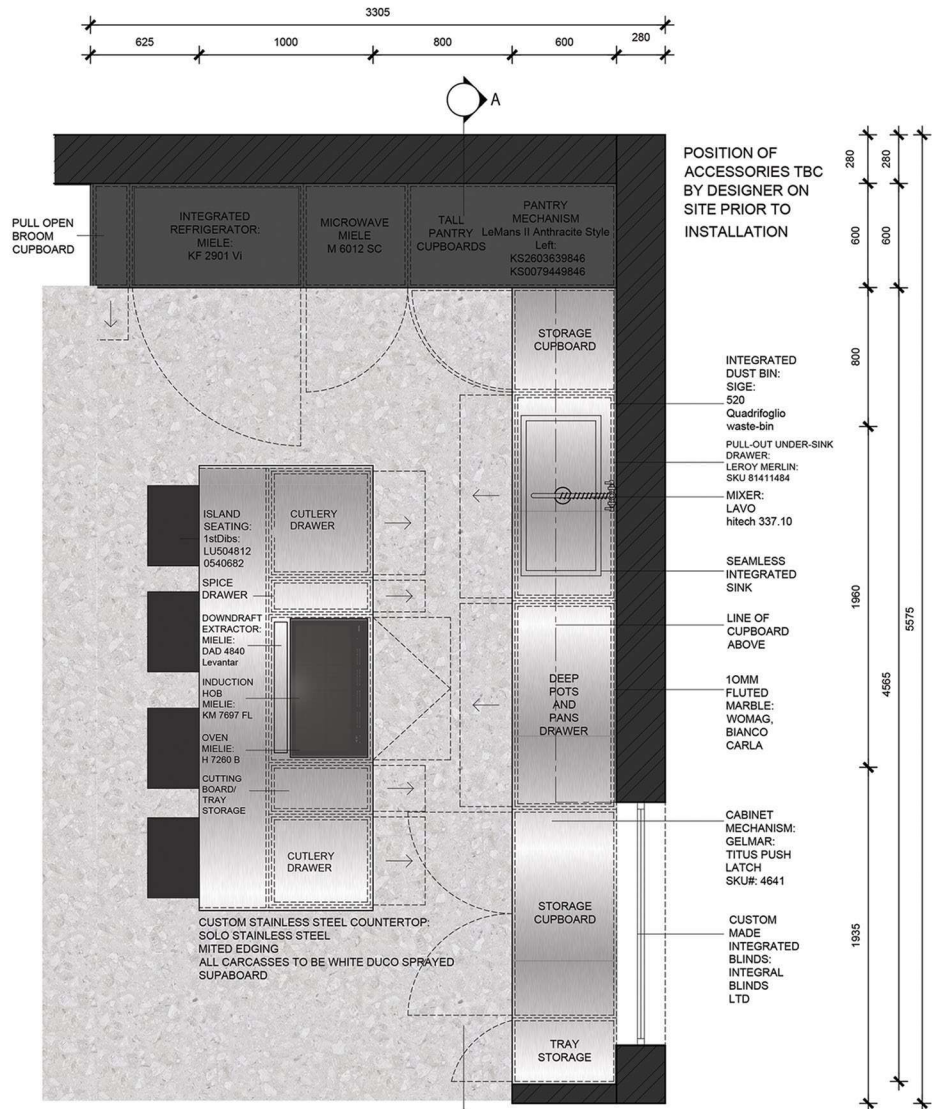 3305
625
1000
800
600
280
A
POSITION OF
ACCESSORIES TBC
BY DESIGNER ON
SITE PRIOR TO
INSTALLATION
280
280
600
600
PULL OPEN
BROOM
CUPBOARD
INTEGRATED
REFRIGERATOR:
MIELE:
KF 2901 Vi
MICROWAVE
MIELE
M 6012 SC
TALL
PANTRY
CUPBOARDS
PANTRY
MECHANISM
LeMans II Anthracite Style
Left:
KS2603639846
KS0079449846
STORAGE
CUPBOARD
800
INTEGRATED
DUST BIN:
SIGE:
520
Quadrifoglio
waste-bin
PULL-OUT UNDER-SINK
DRAWER:
LEROY MERLIN:
SKU 81411484
MIXER:
LAVO
hitech 337.10
SEAMLESS
INTEGRATED
SINK
LINE OF
CUPBOARD
ABOVE
10MM
FLUTED
MARBLE:
WOMAG,
BIANCO
CARLA
1960
4565
5575
ISLAND
SEATING:
1stDibs:
LU504812
0540682
CUTLERY
DRAWER
SPICE
DRAWER
DOWNDRAFT
EXTRACTOR:
MIELIE:
DAD 4840
Levantar
INDUCTION
HOB
MIELIE:
KM 7697 FL
OVEN
MIELIE:
H 7260 B
CUTTING
BOARD/
TRAY
STORAGE
CUTLERY
DRAWER
DEEP
POTS
AND
PANS
DRAWER
CABINET
MECHANISM:
GELMAR:
TITUS PUSH
LATCH
SKU#: 4641
STORAGE
CUPBOARD
CUSTOM
MADE
INTEGRATED
BLINDS:
INTEGRAL
BLINDS
LTD
1935
CUSTOM STAINLESS STEEL COUNTERTOP:
SOLO STAINLESS STEEL
MITED EDGING
ALL CARCASSES TO BE WHITE DUCO SPRAYED
SUPABOARD
TRAY
STORAGE